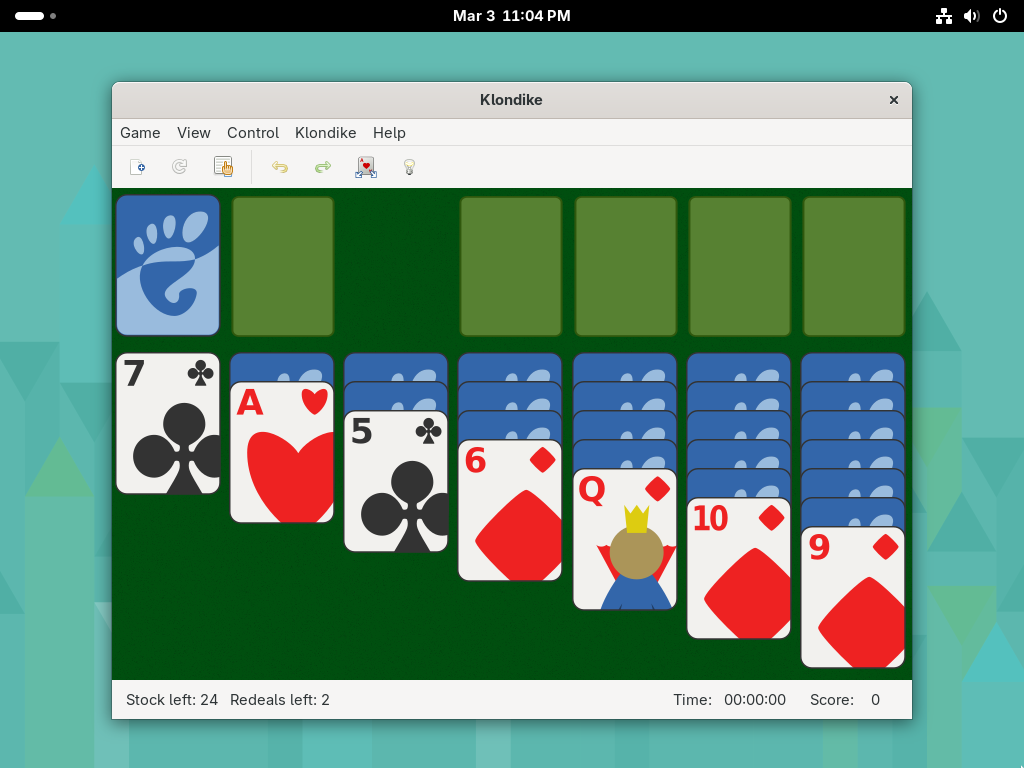 Mar 3 11:04 PM
Klondike
Game View Control Klondike Help
A
7
A
5
6
Q
10
9
Stock left: 24 Redeals left: 2 Time: 00:00:00 Score: 0